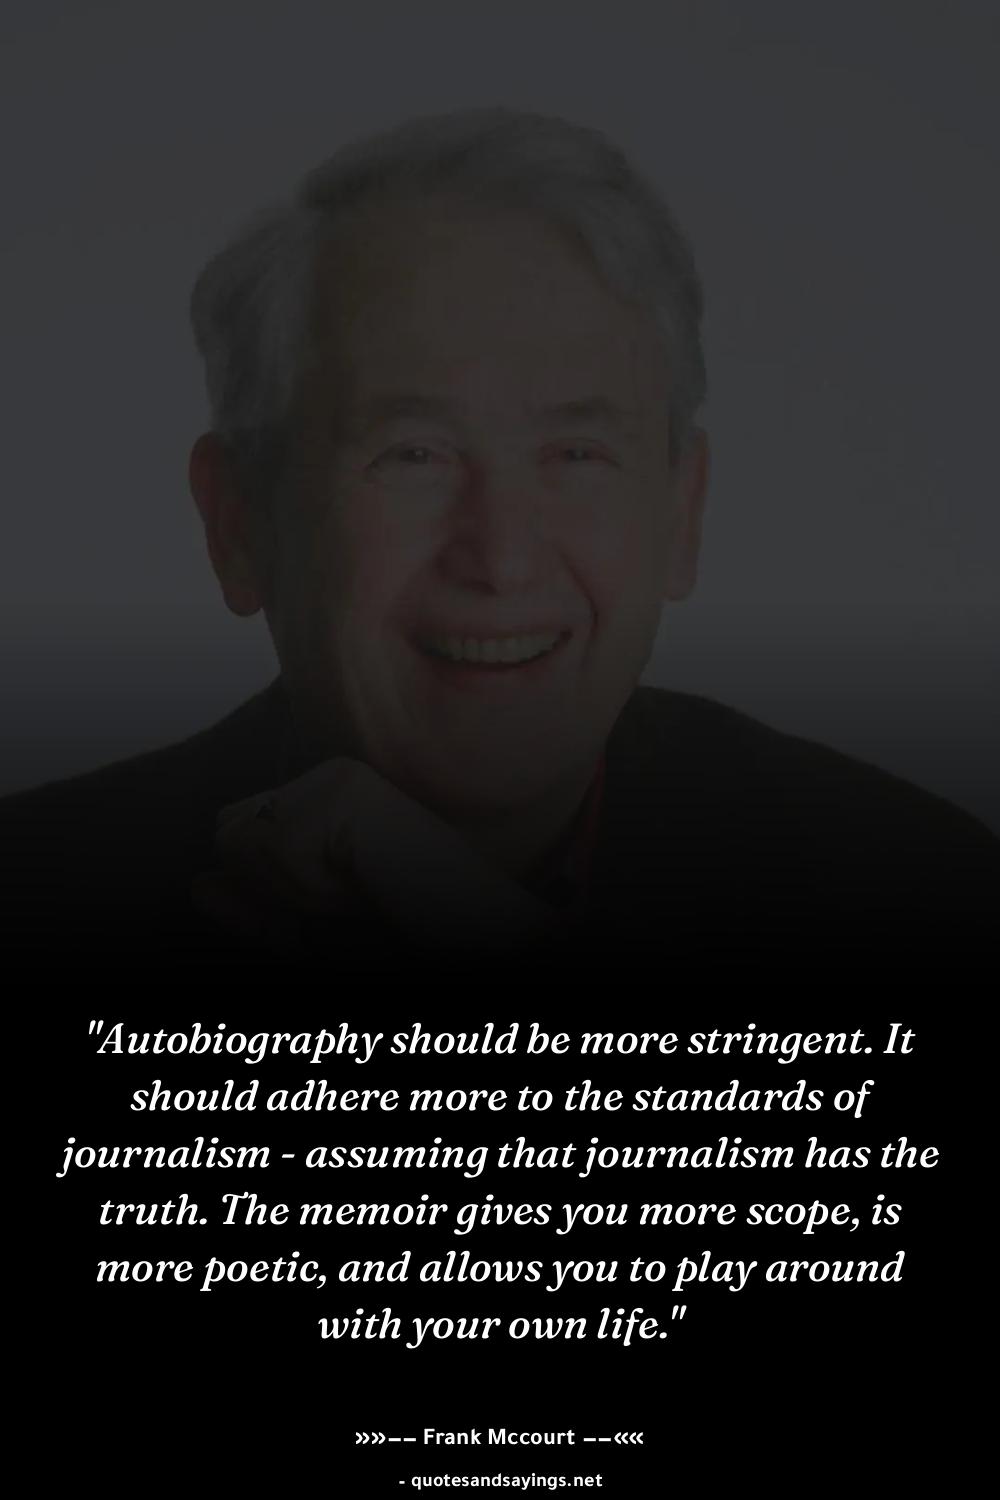 "Autobiography should be more stringent. It
should adhere more to the standards of
journalism - assuming that journalism has the
truth. The memoir gives you more scope, is
more poetic, and allows you to play around
with your own life."
»»−− Frank Mccourt −−««
- quotesandsayings.net